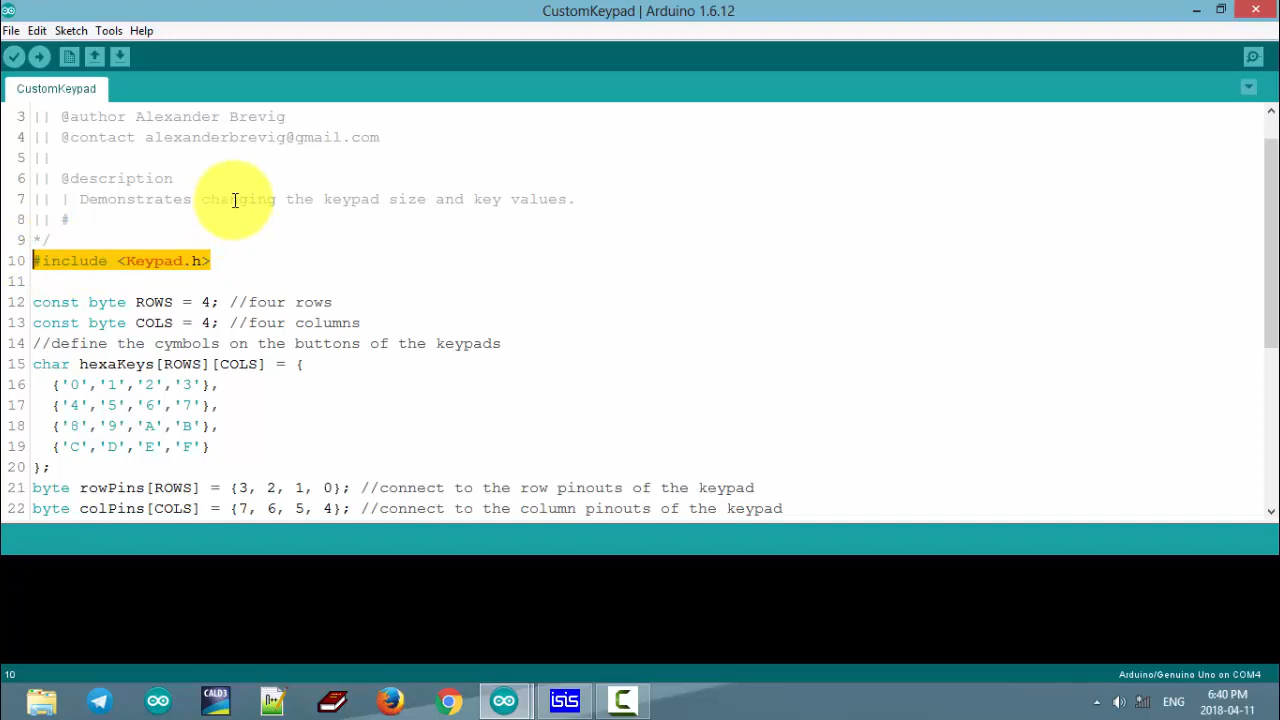 CustomKeypad | Arduino 1.6.12
File Edit Sketch Tools Help
CustomKeypad
3 || @author Alexander Brevig
4 || @contact alexanderbrevig@gmail.com
5 ||
6 || @description
7 || | Demonstrates changing the keypad size and key values.
8 || #
9 */
10 #include <Keypad.h>
11
12 const byte ROWS = 4; //four rows
13 const byte COLS = 4; //four columns
14 //define the cymbols on the buttons of the keypads
15 char hexaKeys[ROWS][COLS] = {
16 {'0','1','2','3'},
17 {'4','5','6','7'},
18 {'8','9','A','B'},
19 {'C','D','E','F'}
20 };
21 byte rowPins[ROWS] = {3, 2, 1, 0}; //connect to the row pinouts of the keypad
22 byte colPins[COLS] = {7, 6, 5, 4}; //connect to the column pinouts of the keypad
10 Arduino/Genuino Uno on COM4
CALD3
isis
ENG
6:40 PM
2018-04-11